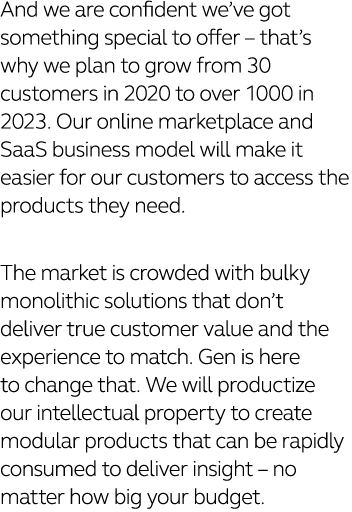 And we are confident we’ve got
something special to offer – that’s
why we plan to grow from 30
customers in 2020 to over 1000 in
2023. Our online marketplace and
SaaS business model will make it
easier for our customers to access the
products they need.

The market is crowded with bulky
monolithic solutions that don’t
deliver true customer value and the
experience to match. Gen is here
to change that. We will productize
our intellectual property to create
modular products that can be rapidly
consumed to deliver insight – no
matter how big your budget.